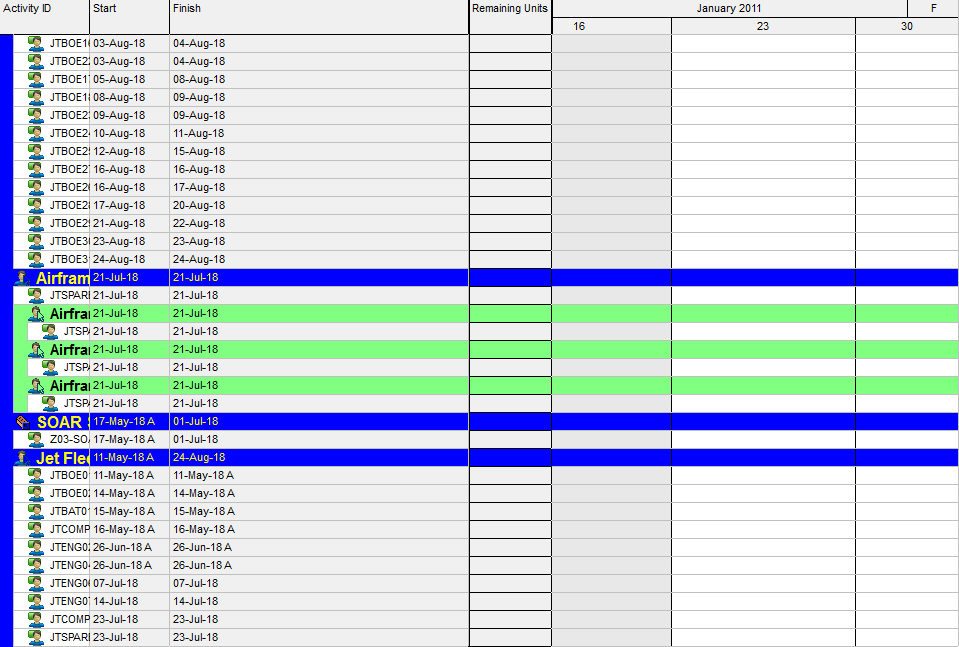 Activity ID Start Finish Remaining Units January 2011 F
16 23 30
JTBOE1 03-Aug-18 04-Aug-18
JTBOE2 03-Aug-18 04-Aug-18
JTBOE1 05-Aug-18 08-Aug-18
JTBOE1 08-Aug-18 09-Aug-18
JTBOE2 09-Aug-18 09-Aug-18
JTBOE2 10-Aug-18 11-Aug-18
JTBOE2 12-Aug-18 15-Aug-18
JTBOE2 16-Aug-18 16-Aug-18
JTBOE2 16-Aug-18 17-Aug-18
JTBOE2 17-Aug-18 20-Aug-18
JTBOE2 21-Aug-18 22-Aug-18
JTBOE3 23-Aug-18 23-Aug-18
JTBOE3 24-Aug-18 24-Aug-18
Airfram 21-Jul-18 21-Jul-18
JTSPAR 21-Jul-18 21-Jul-18
Airfra 21-Jul-18 21-Jul-18
JTSP 21-Jul-18 21-Jul-18
Airfra 21-Jul-18 21-Jul-18
JTSP 21-Jul-18 21-Jul-18
Airfra 21-Jul-18 21-Jul-18
JTSP 21-Jul-18 21-Jul-18
SOAR 17-May-18 A 01-Jul-18
Z03-SO 17-May-18 A 01-Jul-18
Jet Flee 11-May-18 A 24-Aug-18
JTBOE0 11-May-18 A 11-May-18 A
JTBOE0 14-May-18 A 14-May-18 A
JTBAT0 15-May-18 A 15-May-18 A
JTCOMP 16-May-18 A 16-May-18 A
JTENG0 26-Jun-18 A 26-Jun-18 A
JTENG0 26-Jun-18 A 26-Jun-18 A
JTENG0 07-Jul-18 07-Jul-18
JTENG0 14-Jul-18 14-Jul-18
JTCOMP 23-Jul-18 23-Jul-18
JTSPAR 23-Jul-18 23-Jul-18